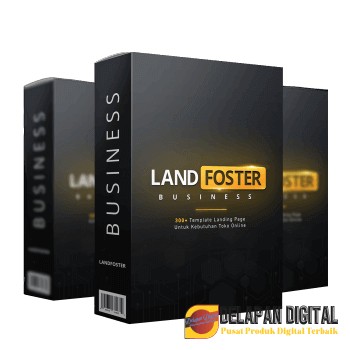 BUSINESS
LANDFOSTER
LAND FOSTER
BUSINESS
300+ Template Landing Page
Untuk Kebutuhan Toko Online
DELAPAN DIGITAL
Pusat Produk Digital Terbaik